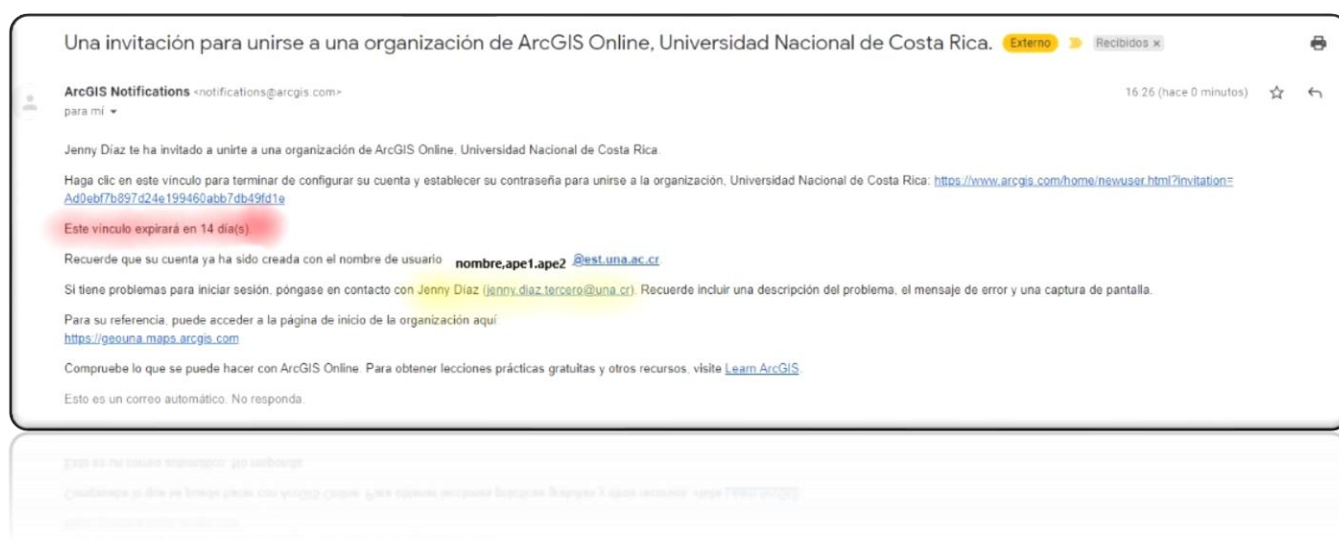 Una invitación para unirse a una organización de ArcGIS Online, Universidad Nacional de Costa Rica. Externo Recibidos x
ArcGIS Notifications <notifications@arcgis.com> 16:26 (hace 0 minutos)
para mí
Jenny Díaz te ha invitado a unirte a una organización de ArcGIS Online, Universidad Nacional de Costa Rica.
Haga clic en este vínculo para terminar de configurar su cuenta y establecer su contraseña para unirse a la organización, Universidad Nacional de Costa Rica: https://www.arcgis.com/home/newuser.html?invitation=
Ad0ebf7b897d24e199460abb7db49fd1e
Este vínculo expirará en 14 día(s).
Recuerde que su cuenta ya ha sido creada con el nombre de usuario nombre,ape1.ape2 @est.una.ac.cr
Si tiene problemas para iniciar sesión, póngase en contacto con Jenny Díaz (jenny.diaz.tercero@una.cr). Recuerde incluir una descripción del problema, el mensaje de error y una captura de pantalla.
Para su referencia, puede acceder a la página de inicio de la organización aquí:
https://geouna.maps.arcgis.com
Compruebe lo que se puede hacer con ArcGIS Online. Para obtener lecciones prácticas gratuitas y otros recursos, visite Learn ArcGIS.
Esto es un correo automático. No responda.